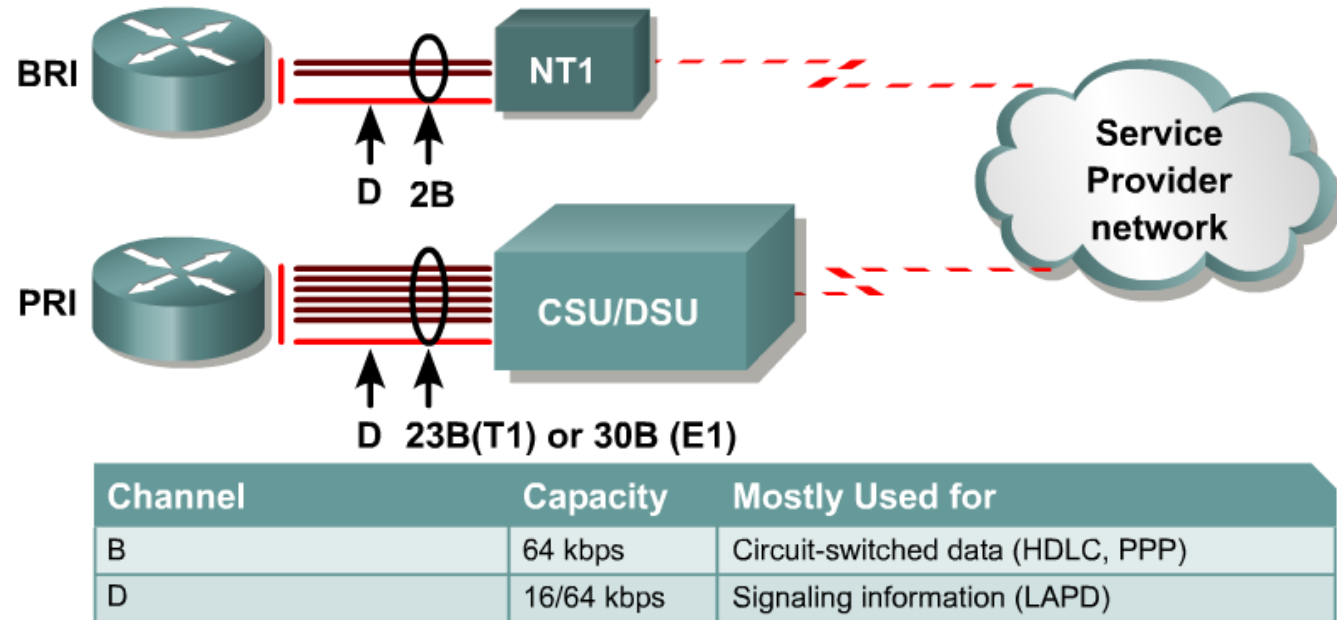 BRI
NT1
D 2B
Service
Provider
network
PRI
CSU/DSU
D 23B(T1) or 30B (E1)
Channel Capacity Mostly Used for
B 64 kbps Circuit-switched data (HDLC, PPP)
D 16/64 kbps Signaling information (LAPD)